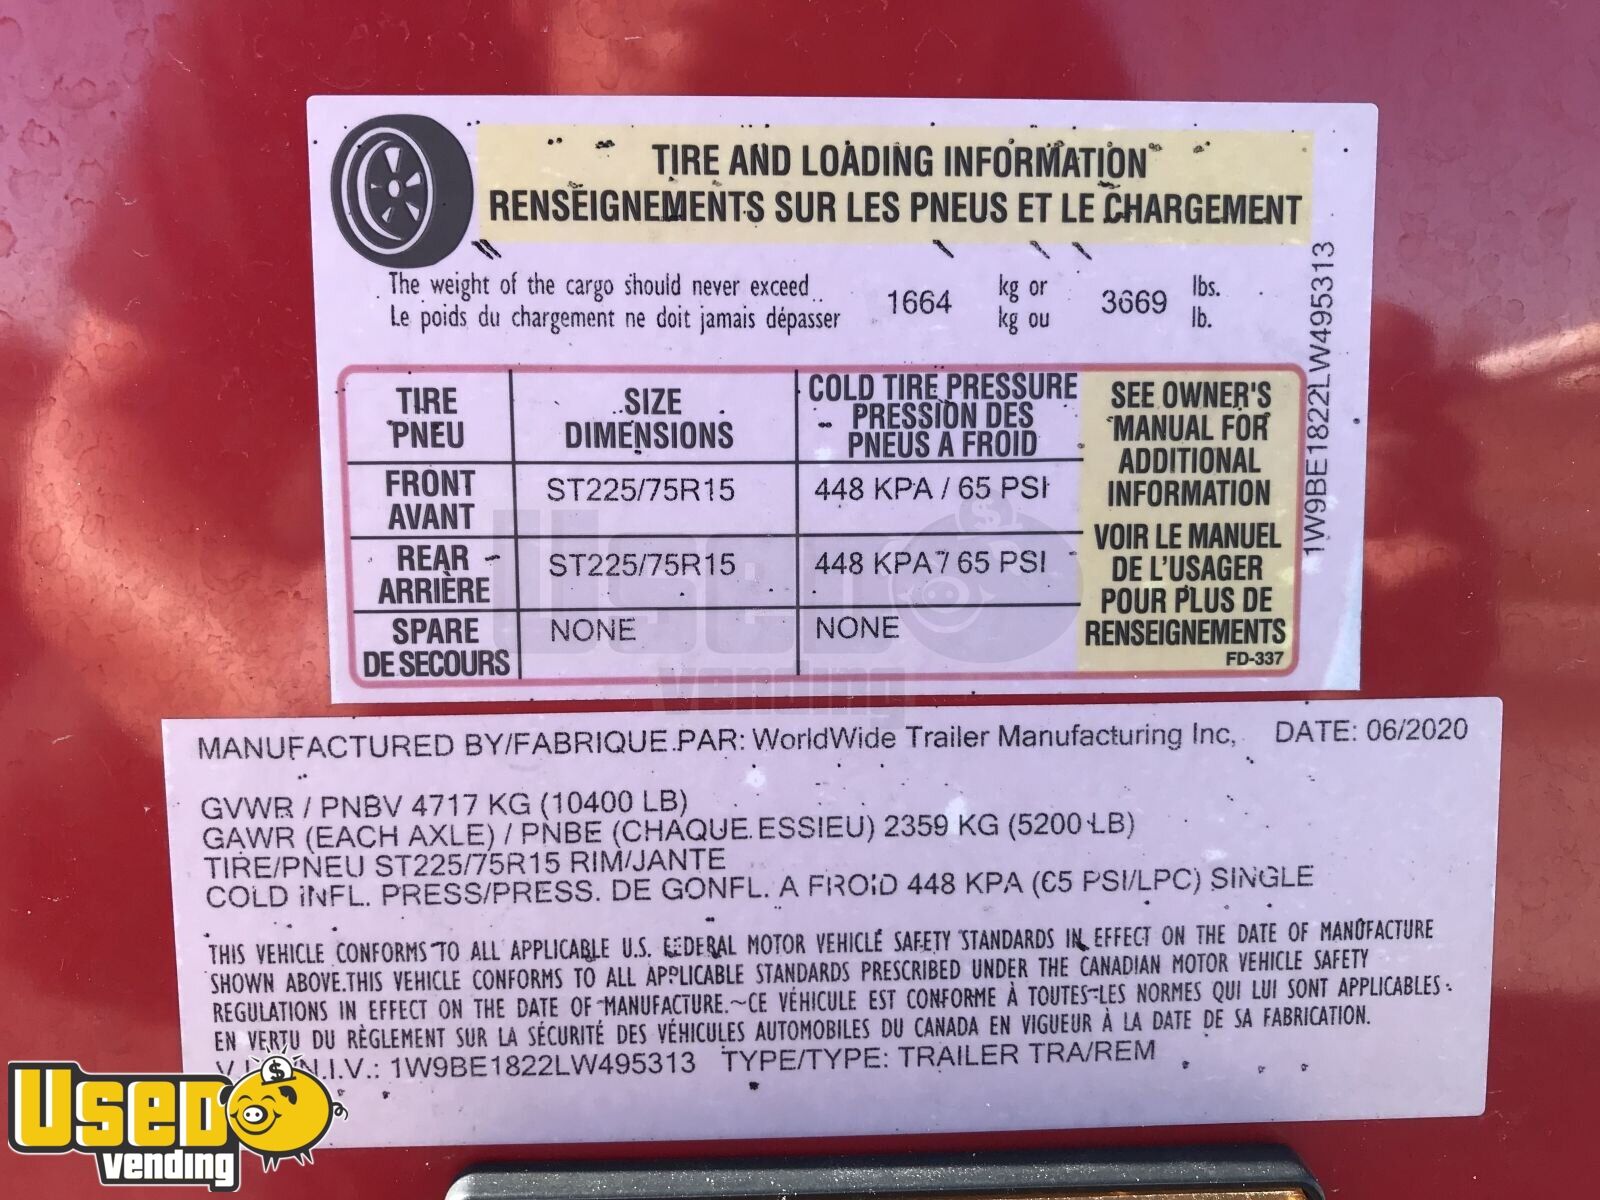 TIRE AND LOADING INFORMATION
RENSEIGNEMENTS SUR LES PNEUS ET LE CHARGEMENT
The weight of the cargo should never exceed 1664 kg or 3669 lbs.
Le poids du chargement ne doit jamais dépasser kg ou lb.
1W9BE1822LW495313
TIRE SIZE COLD TIRE PRESSURE
PNEU DIMENSIONS PRESSION DES
PNEUS A FROID
FRONT ST225/75R15 448 KPA / 65 PSI
AVANT
REAR ST225/75R15 448 KPA / 65 PSI
ARRIÈRE
SPARE NONE NONE
DE SECOURS
SEE OWNER'S
MANUAL FOR
ADDITIONAL
INFORMATION
VOIR LE MANUEL
DE L'USAGER
POUR PLUS DE
RENSEIGNEMENTS
FD-337
MANUFACTURED BY/FABRIQUE PAR: WorldWide Trailer Manufacturing Inc, DATE: 06/2020
GVWR / PNBV 4717 KG (10400 LB)
GAWR (EACH AXLE) / PNBE (CHAQUE ESSIEU) 2359 KG (5200 LB)
TIRE/PNEU ST225/75R15 RIM/JANTE
COLD INFL. PRESS/PRESS. DE GONFL. A FROID 448 KPA (65 PSI/LPC) SINGLE
THIS VEHICLE CONFORMS TO ALL APPLICABLE U.S. FEDERAL MOTOR VEHICLE SAFETY STANDARDS IN EFFECT ON THE DATE OF MANUFACTURE
SHOWN ABOVE.THIS VEHICLE CONFORMS TO ALL APPLICABLE STANDARDS PRESCRIBED UNDER THE CANADIAN MOTOR VEHICLE SAFETY
REGULATIONS IN EFFECT ON THE DATE OF MANUFACTURE.~CE VÉHICULE EST CONFORME À TOUTES LES NORMES QUI LUI SONT APPLICABLES
EN VERTU DU RÈGLEMENT SUR LA SÉCURITÉ DES VÉHICULES AUTOMOBILES DU CANADA EN VIGUEUR À LA DATE DE SA FABRICATION.
N.I.V.: 1W9BE1822LW495313 TYPE/TYPE: TRAILER TRA/REM
Used
vending
Used
vending